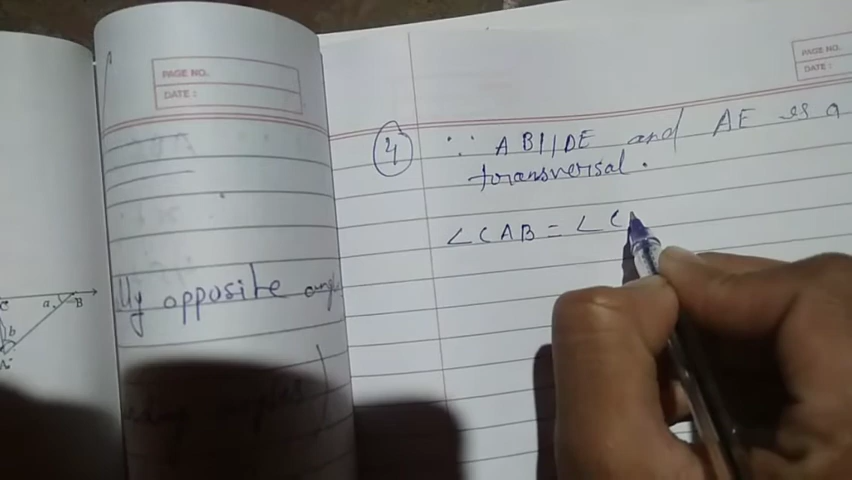 PAGE NO.
DATE :
lly opposite
PAGE NO.
DATE :
4
∵ AB||DE and AE is a
transversal.
∠CAB = ∠C
C
a
B
b
A